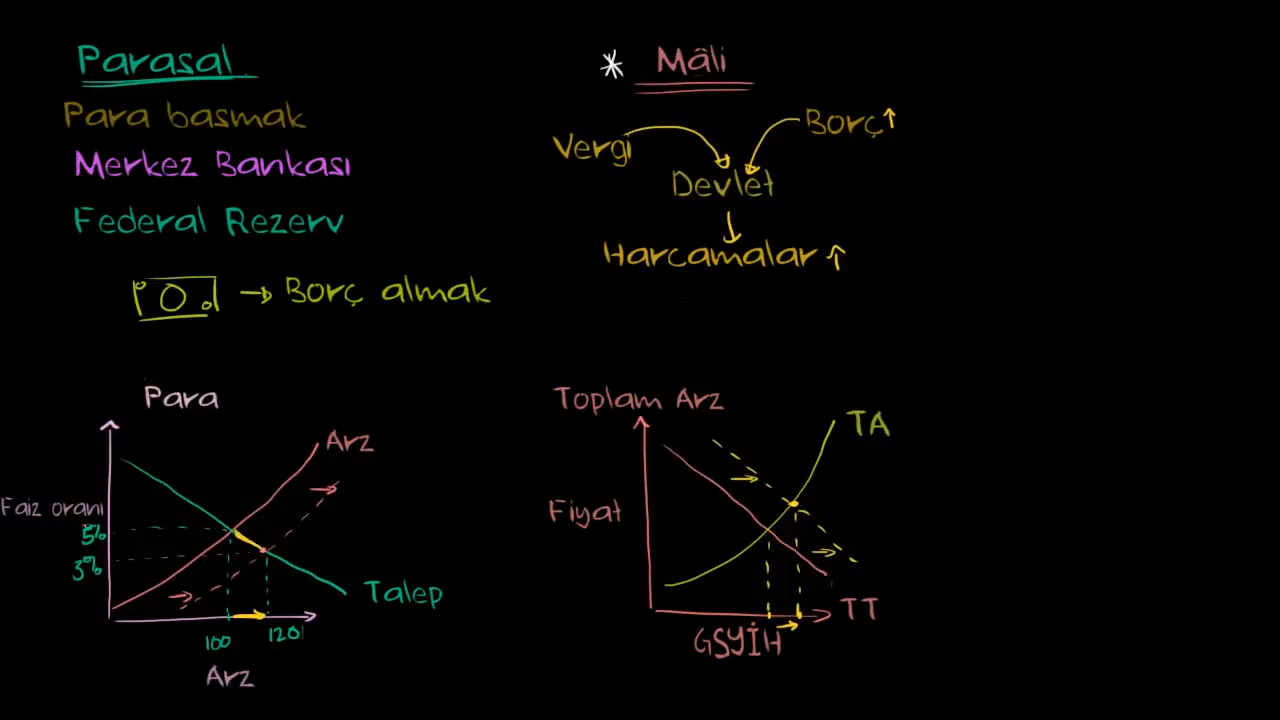 Parasal
Para basmak
Merkez Bankası
Federal Rezerv
Borç almak
* Mâli
Vergi
Borç
Devlet
Harcamalar
Para
Arz
Faiz oranı
5%
3%
Talep
100
120
Arz
Toplam Arz
TA
Fiyat
TT
GSYİH